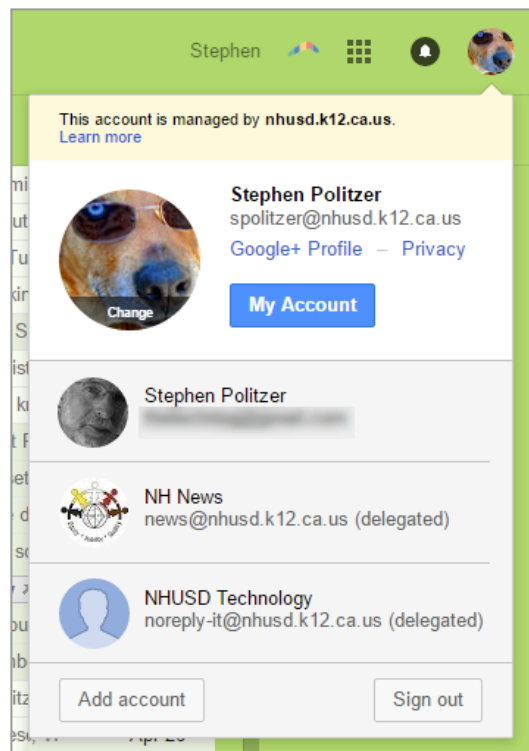 Stephen
This account is managed by nhusd.k12.ca.us.
Learn more
Stephen Politzer
spolitzer@nhusd.k12.ca.us
Google+ Profile – Privacy
Change
My Account
Stephen Politzer
NH News
news@nhusd.k12.ca.us (delegated)
NHUSD Technology
noreply-it@nhusd.k12.ca.us (delegated)
Add account
Sign out